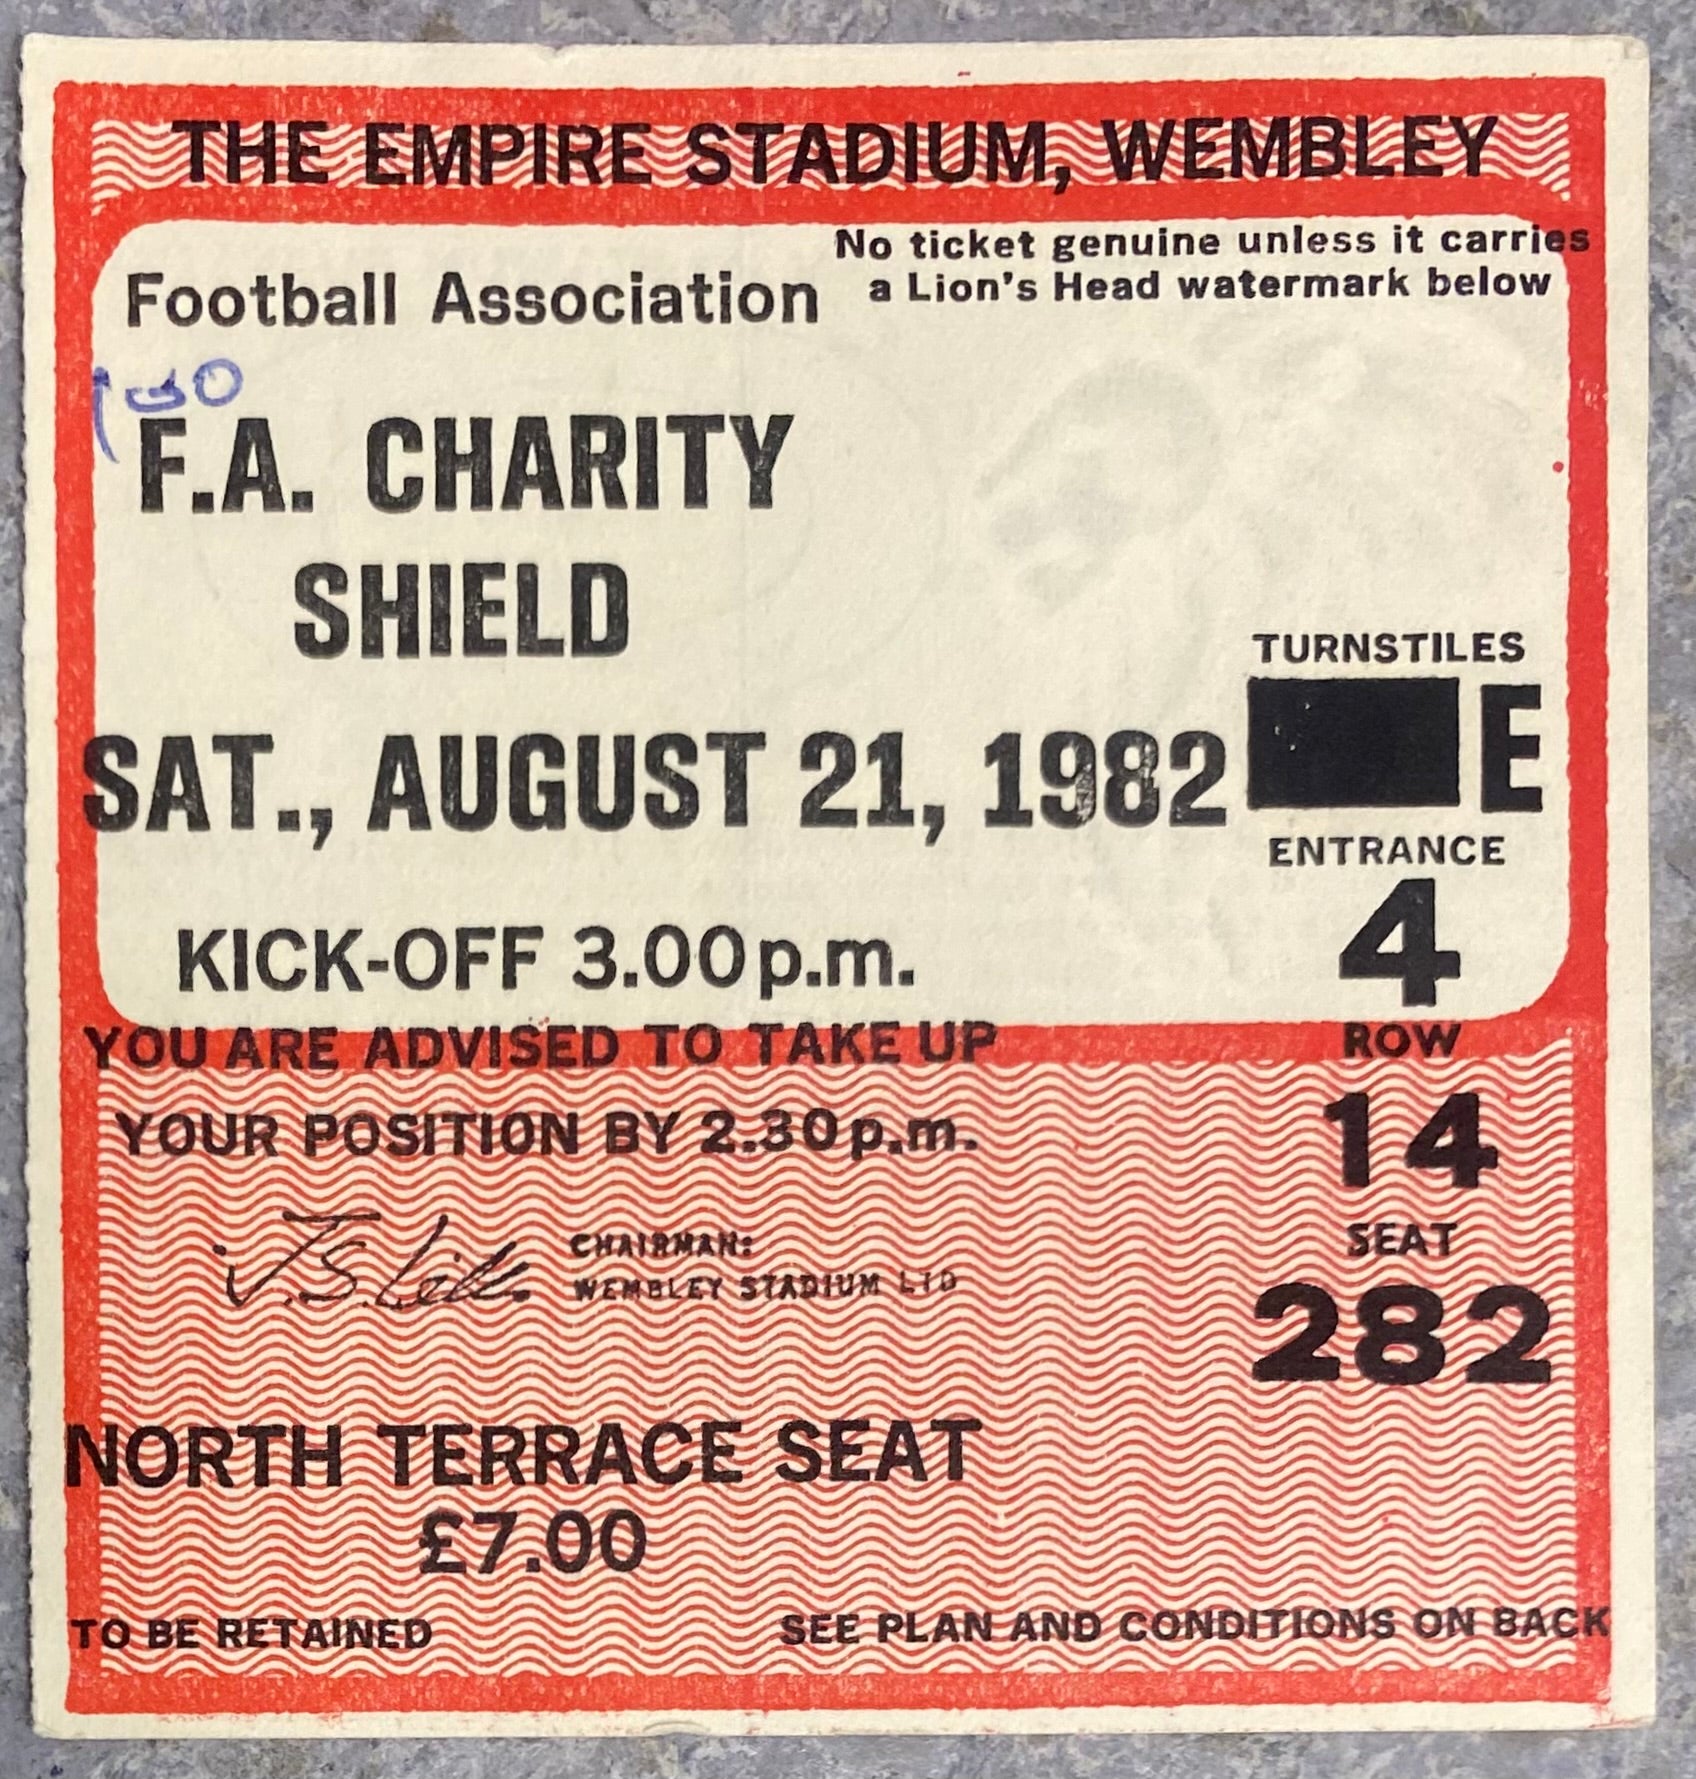 THE EMPIRE STADIUM, WEMBLEY
No ticket genuine unless it carries
a Lion's Head watermark below
Football Association
F.A. CHARITY
SHIELD
SAT., AUGUST 21, 1982
KICK-OFF 3.00p.m.
TURNSTILES
E
ENTRANCE
4
YOU ARE ADVISED TO TAKE UP
YOUR POSITION BY 2.30p.m.
ROW
14
CHAIRMAN:
WEMBLEY STADIUM LTD
SEAT
282
NORTH TERRACE SEAT
£7.00
TO BE RETAINED
SEE PLAN AND CONDITIONS ON BACK